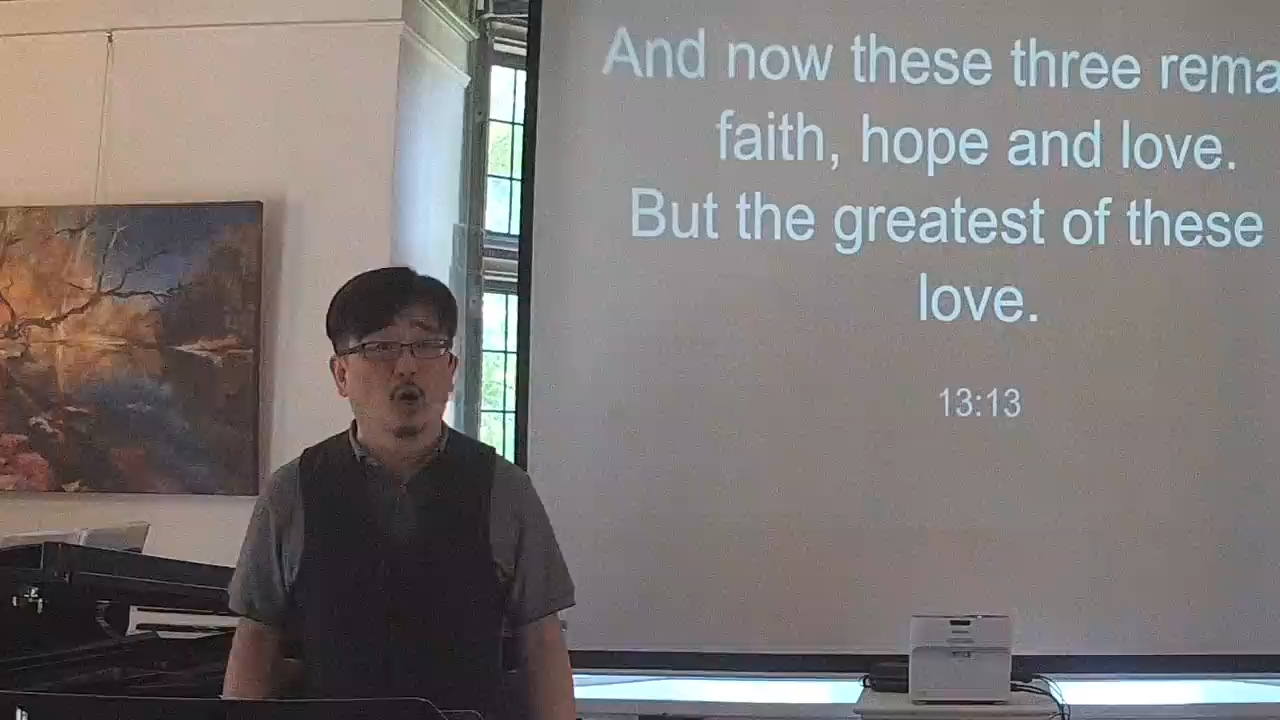 And now these three rema
faith, hope and love.
But the greatest of these
love.
13:13